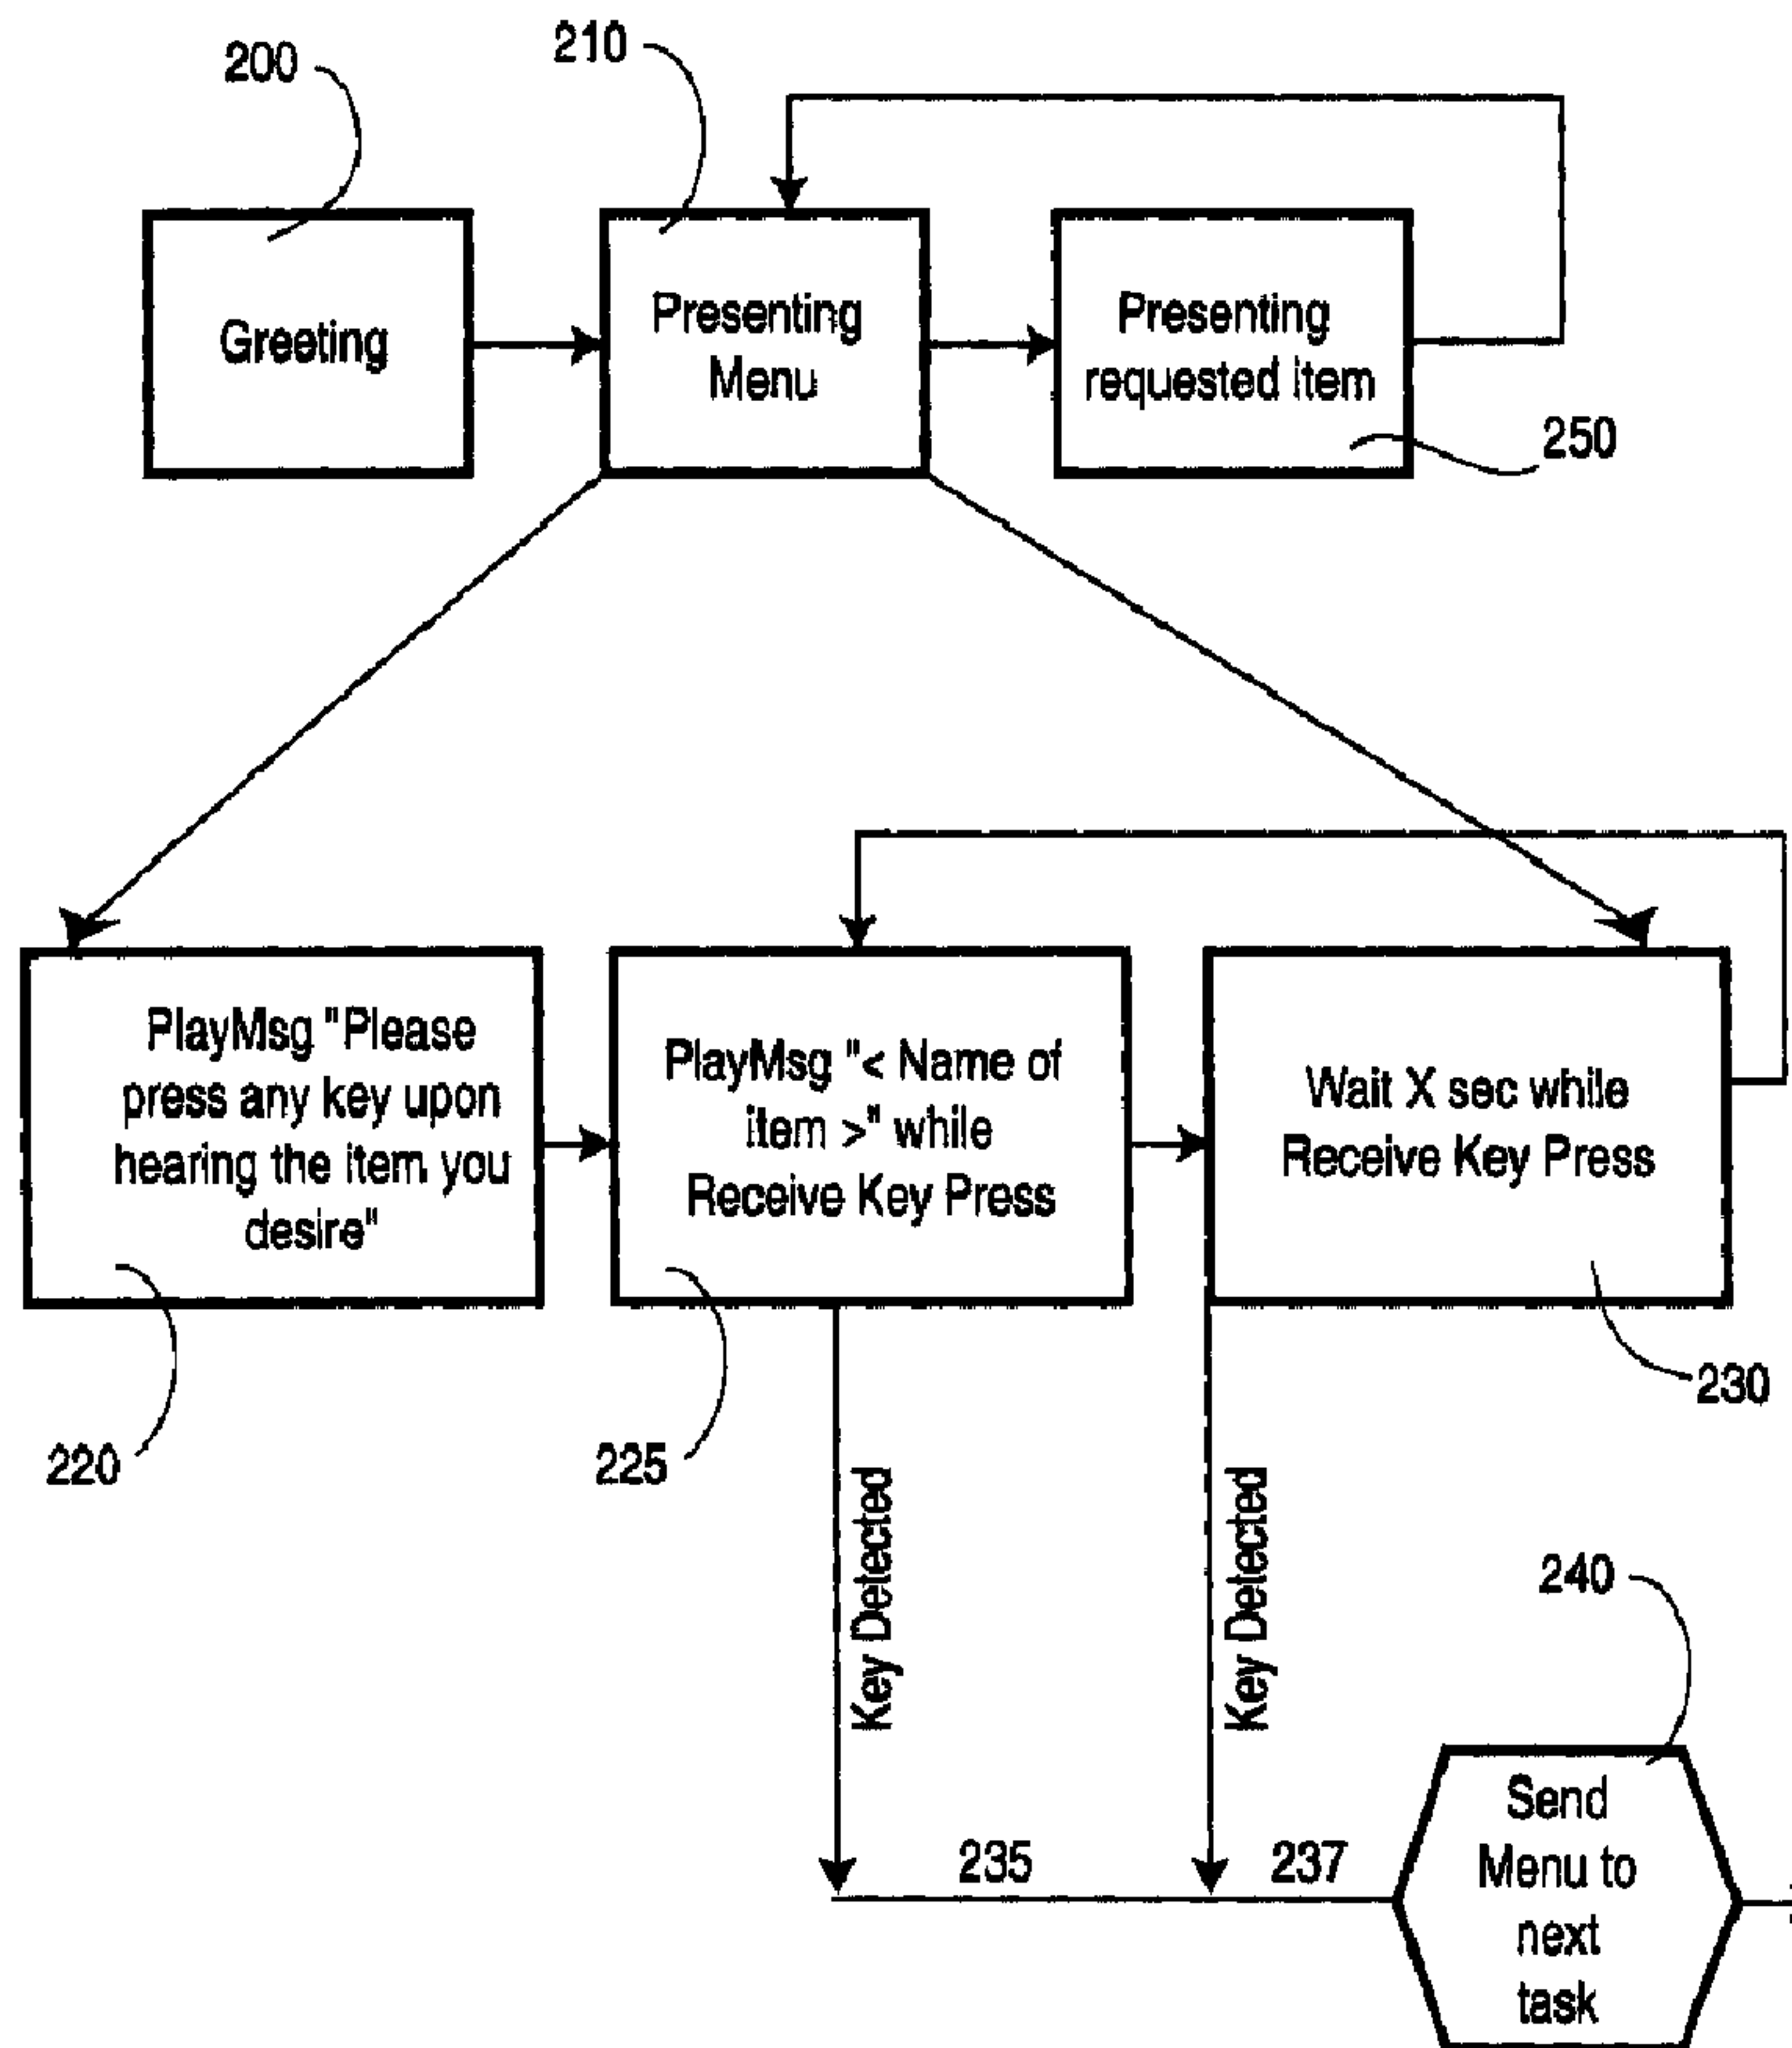 200
210
Greeting
Presenting
Menu
Presenting
requested item
250
PlayMsg "Please
press any key upon
hearing the item you
desire"
PlayMsg "< Name of
item >" while
Receive Key Press
Wait X sec while
Receive Key Press
220
225
230
Key Detected
Key Detected
240
235
237
Send
Menu to
next
task